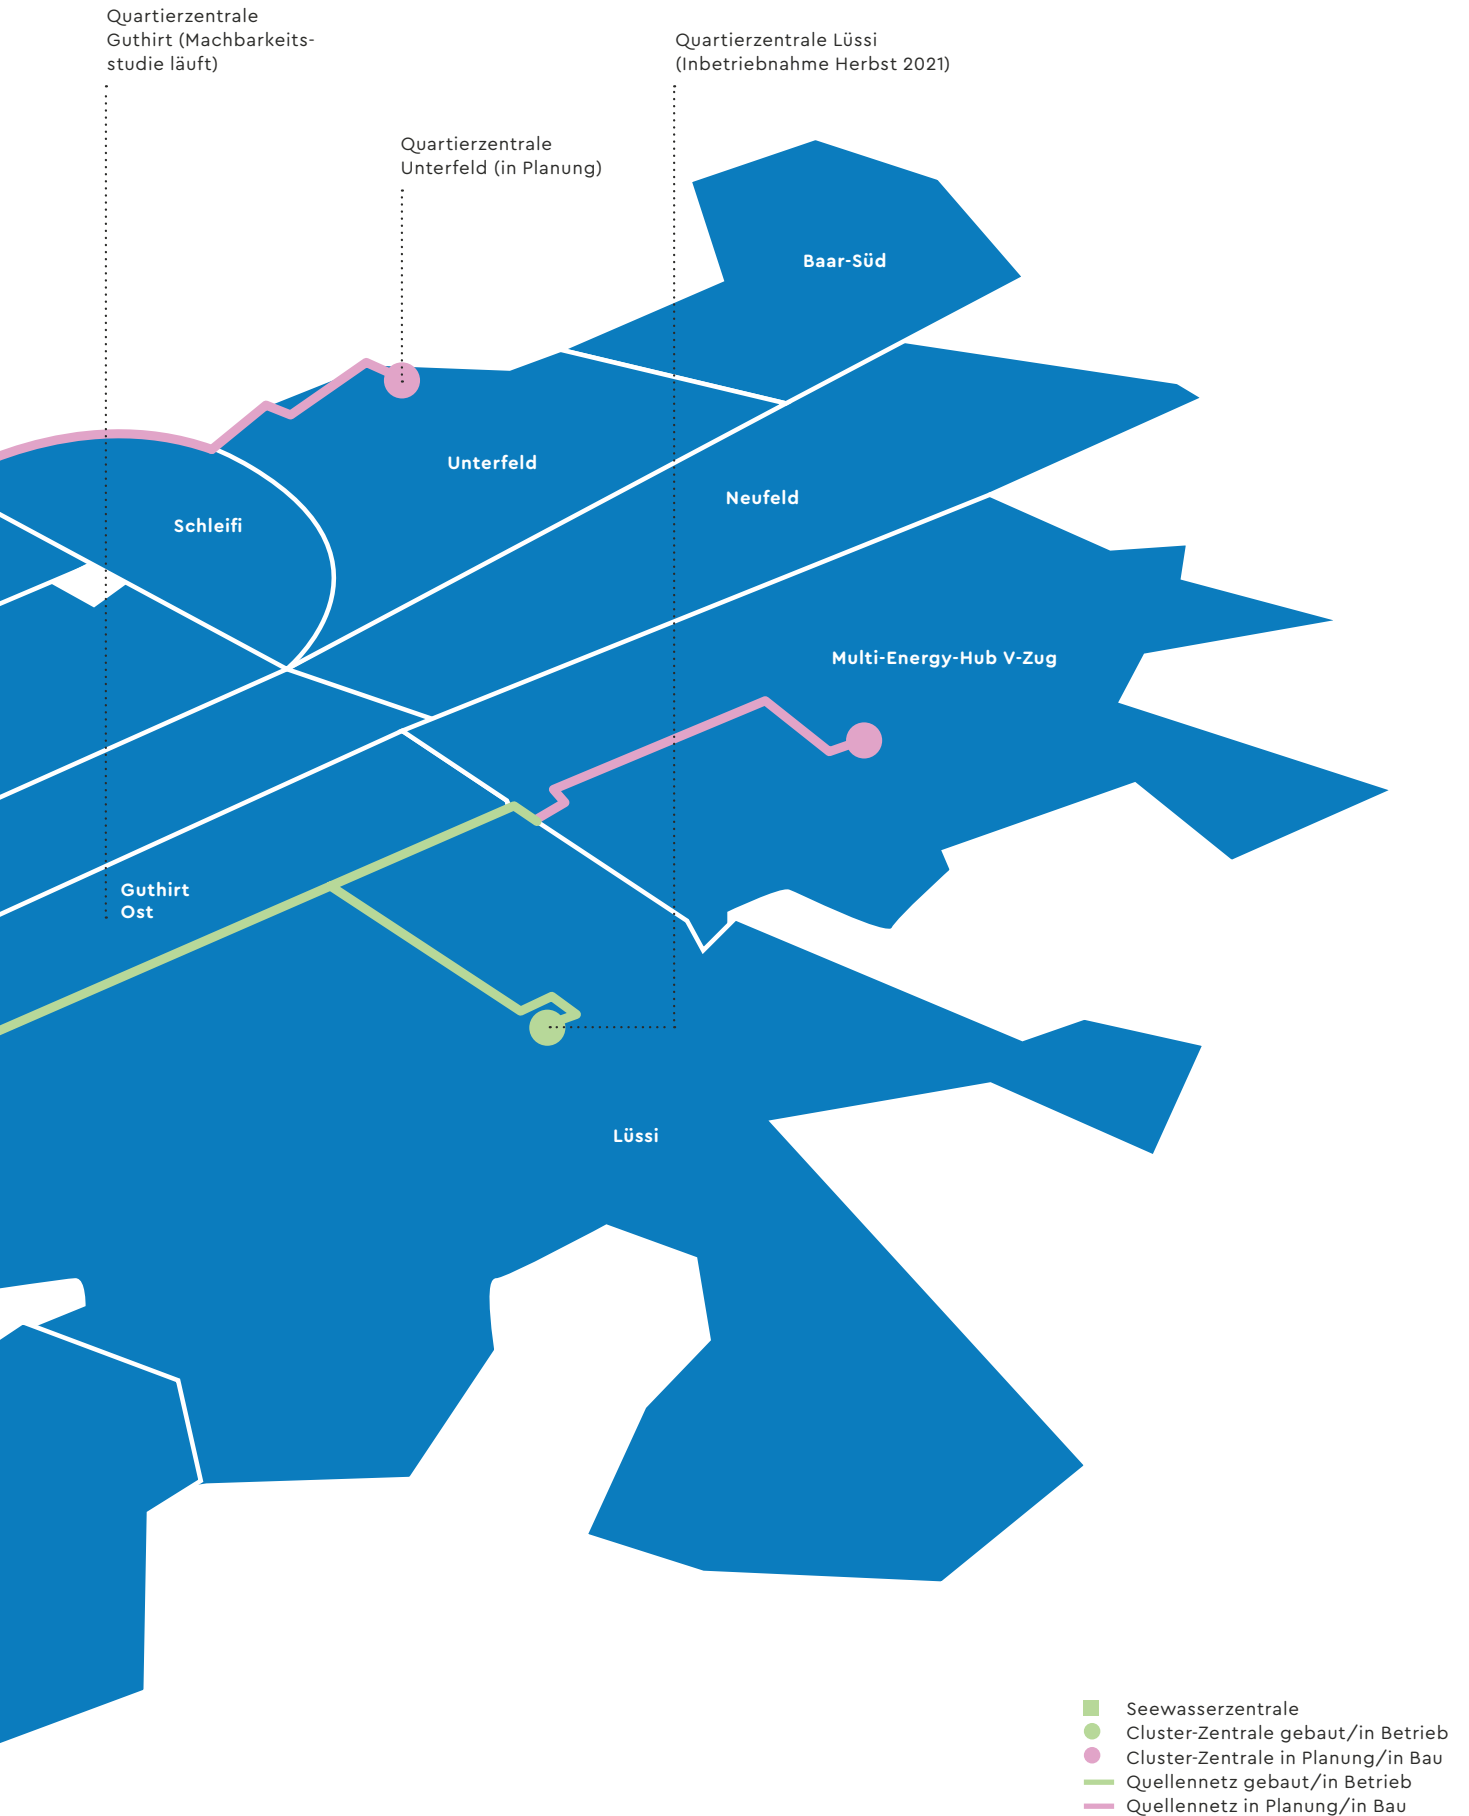 Quartierzentrale
Guthirt (Machbarkeits-
studie läuft)
Quartierzentrale Lüssi
(Inbetriebnahme Herbst 2021)
Quartierzentrale
Unterfeld (in Planung)
Baar-Süd
Unterfeld
Neufeld
Schleifi
Multi-Energy-Hub V-Zug
Guthirt
Ost
Lüssi
Seewasserzentrale
Cluster-Zentrale gebaut/in Betrieb
Cluster-Zentrale in Planung/in Bau
Quellennetz gebaut/in Betrieb
Quellennetz in Planung/in Bau